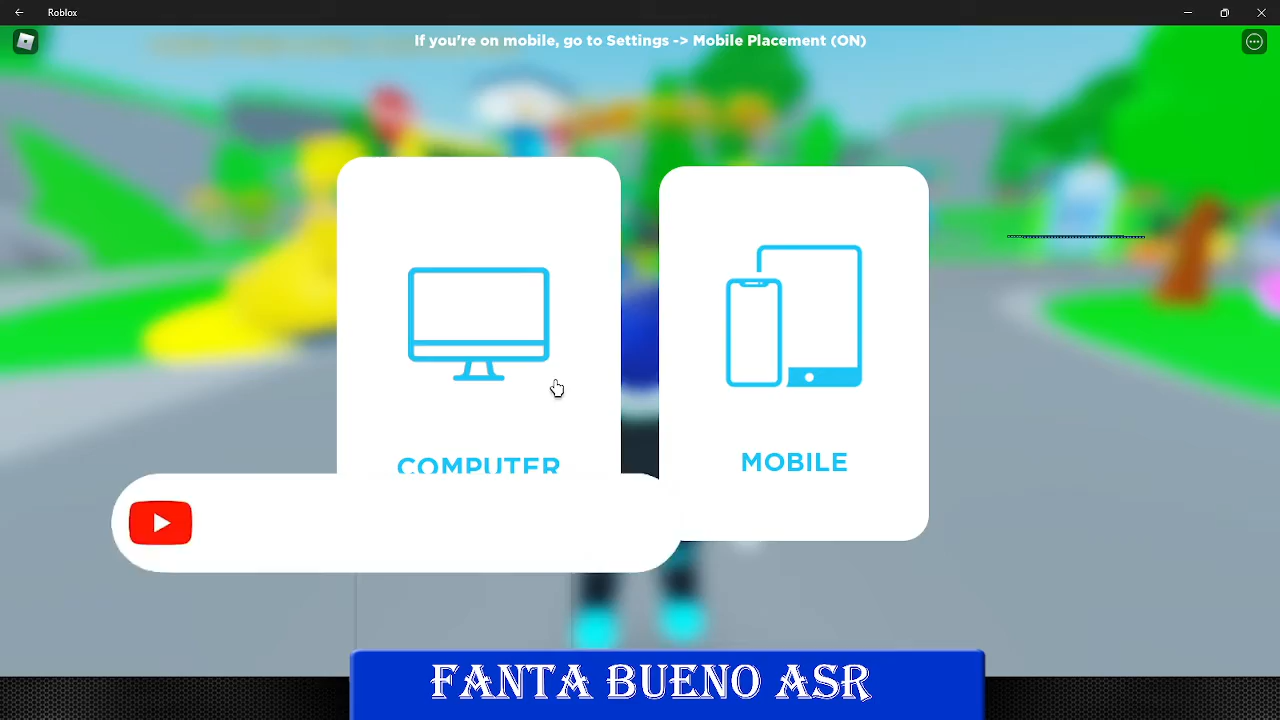 Roblox
If you're on mobile, go to Settings -> Mobile Placement (ON)
COMPUTER
MOBILE
FANTA BUENO ASR